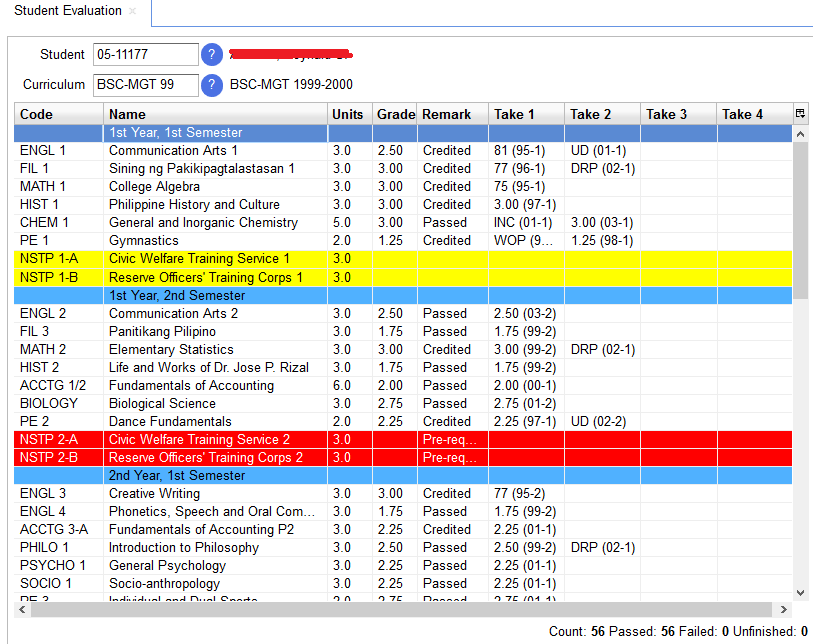 Student Evaluation ×
Student 05-11177 ?
Curriculum BSC-MGT 99 ? BSC-MGT 1999-2000
Code Name Units Grade Remark Take 1 Take 2 Take 3 Take 4
1st Year, 1st Semester
ENGL 1 Communication Arts 1 3.0 2.50 Credited 81 (95-1) UD (01-1)
FIL 1 Sining ng Pakikipagtalastasan 1 3.0 3.00 Credited 77 (96-1) DRP (02-1)
MATH 1 College Algebra 3.0 3.00 Credited 75 (95-1)
HIST 1 Philippine History and Culture 3.0 3.00 Credited 3.00 (97-1)
CHEM 1 General and Inorganic Chemistry 5.0 3.00 Passed INC (01-1) 3.00 (03-1)
PE 1 Gymnastics 2.0 1.25 Credited WOP (9... 1.25 (98-1)
NSTP 1-A Civic Welfare Training Service 1 3.0
NSTP 1-B Reserve Officers' Training Corps 1 3.0
1st Year, 2nd Semester
ENGL 2 Communication Arts 2 3.0 2.50 Passed 2.50 (03-2)
FIL 3 Panitikang Pilipino 3.0 1.75 Passed 1.75 (99-2)
MATH 2 Elementary Statistics 3.0 3.00 Credited 3.00 (99-2) DRP (02-1)
HIST 2 Life and Works of Dr. Jose P. Rizal 3.0 1.75 Passed 1.75 (99-2)
ACCTG 1/2 Fundamentals of Accounting 6.0 2.00 Passed 2.00 (00-1)
BIOLOGY Biological Science 3.0 2.75 Passed 2.75 (01-2)
PE 2 Dance Fundamentals 2.0 2.25 Credited 2.25 (97-1) UD (02-2)
NSTP 2-A Civic Welfare Training Service 2 3.0 Pre-req...
NSTP 2-B Reserve Officers' Training Corps 2 3.0 Pre-req...
2nd Year, 1st Semester
ENGL 3 Creative Writing 3.0 3.00 Credited 77 (95-2)
ENGL 4 Phonetics, Speech and Oral Com... 3.0 1.75 Passed 1.75 (99-2)
ACCTG 3-A Fundamentals of Accounting P2 3.0 2.25 Credited 2.25 (01-1)
PHILO 1 Introduction to Philosophy 3.0 2.50 Passed 2.50 (99-2) DRP (02-1)
PSYCHO 1 General Psychology 3.0 2.25 Passed 2.25 (01-1)
SOCIO 1 Socio-anthropology 3.0 2.25 Passed 2.25 (01-1)
PE 3 Individual and Dual Sports 2.0 2.75 Passed 2.75 (01-1)
Count: 56 Passed: 56 Failed: 0 Unfinished: 0